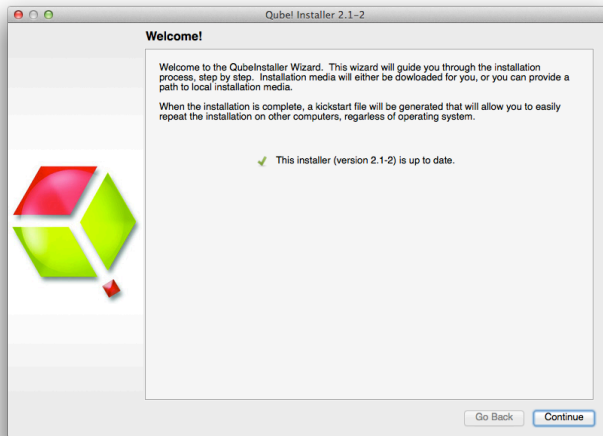 Qube! Installer 2.1-2
Welcome!
Welcome to the QubeInstaller Wizard.  This wizard will guide you through the installation
process, step by step.  Installation media will either be dowloaded for you, or you can provide a
path to local installation media.
When the installation is complete, a kickstart file will be generated that will allow you to easily
repeat the installation on other computers, regarless of operating system.
This installer (version 2.1-2) is up to date.
Go Back
Continue